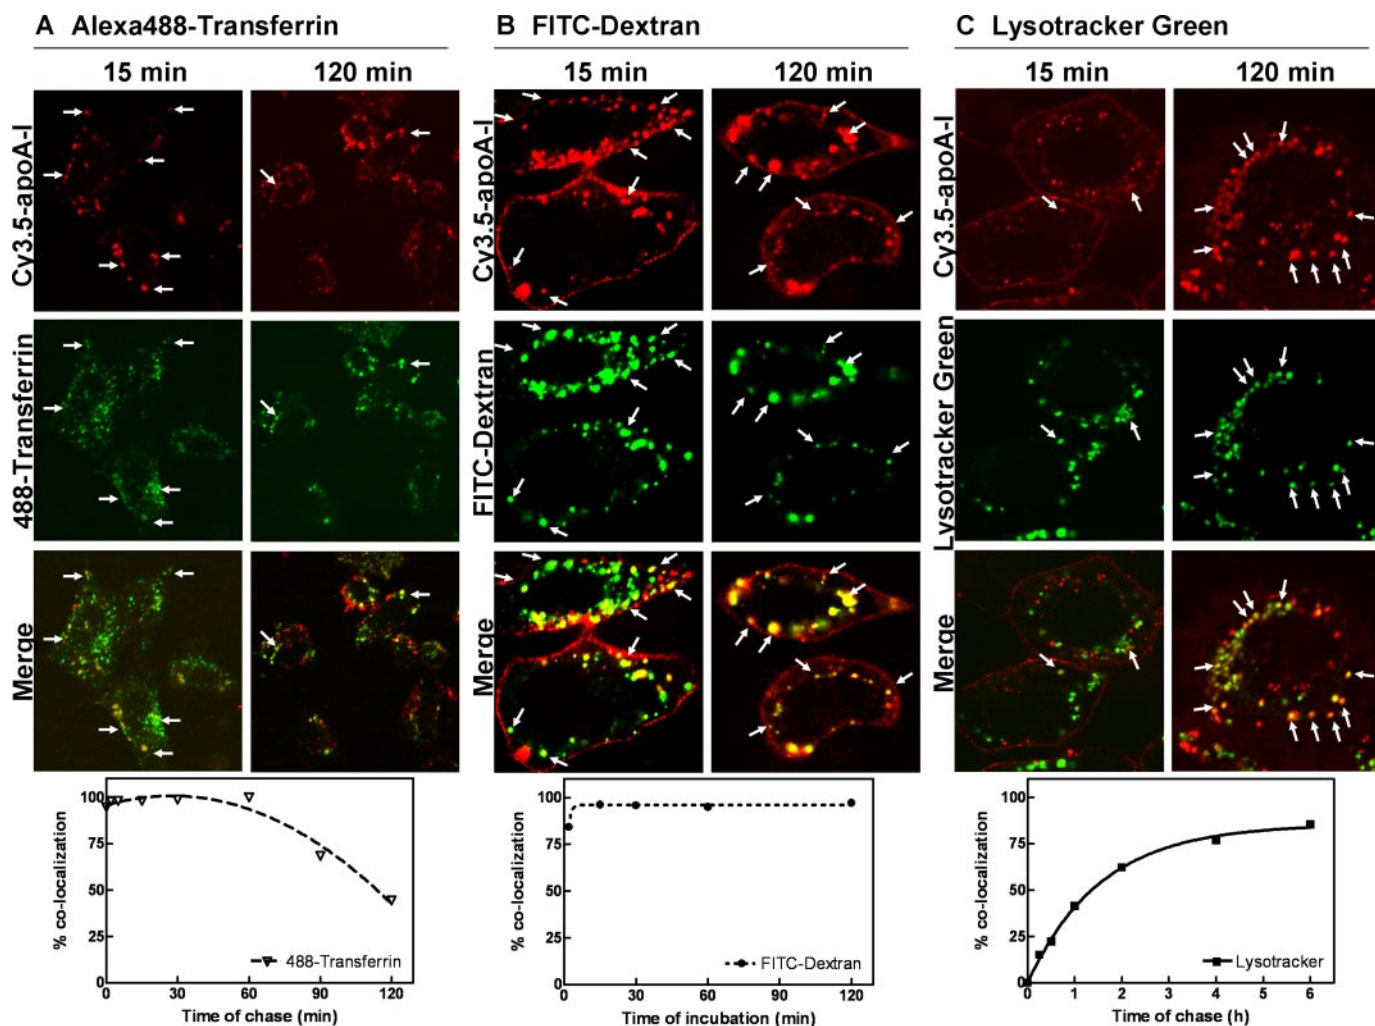 A Alexa488-Transferrin
15 min 120 min
Cy3.5-apoA-I
488-Transferrin
Merge
% co-localization
100
75
50
25
0
488-Transferrin
0 30 60 90 120
Time of chase (min)
B FITC-Dextran
15 min 120 min
Cy3.5-apoA-I
FITC-Dextran
Merge
% co-localization
100
75
50
25
0
FITC-Dextran
0 30 60 90 120
Time of incubation (min)
C Lysotracker Green
15 min 120 min
Cy3.5-apoA-I
Lysotracker Green
Merge
% co-localization
100
75
50
25
0
Lysotracker
0 1 2 3 4 5 6
Time of chase (h)